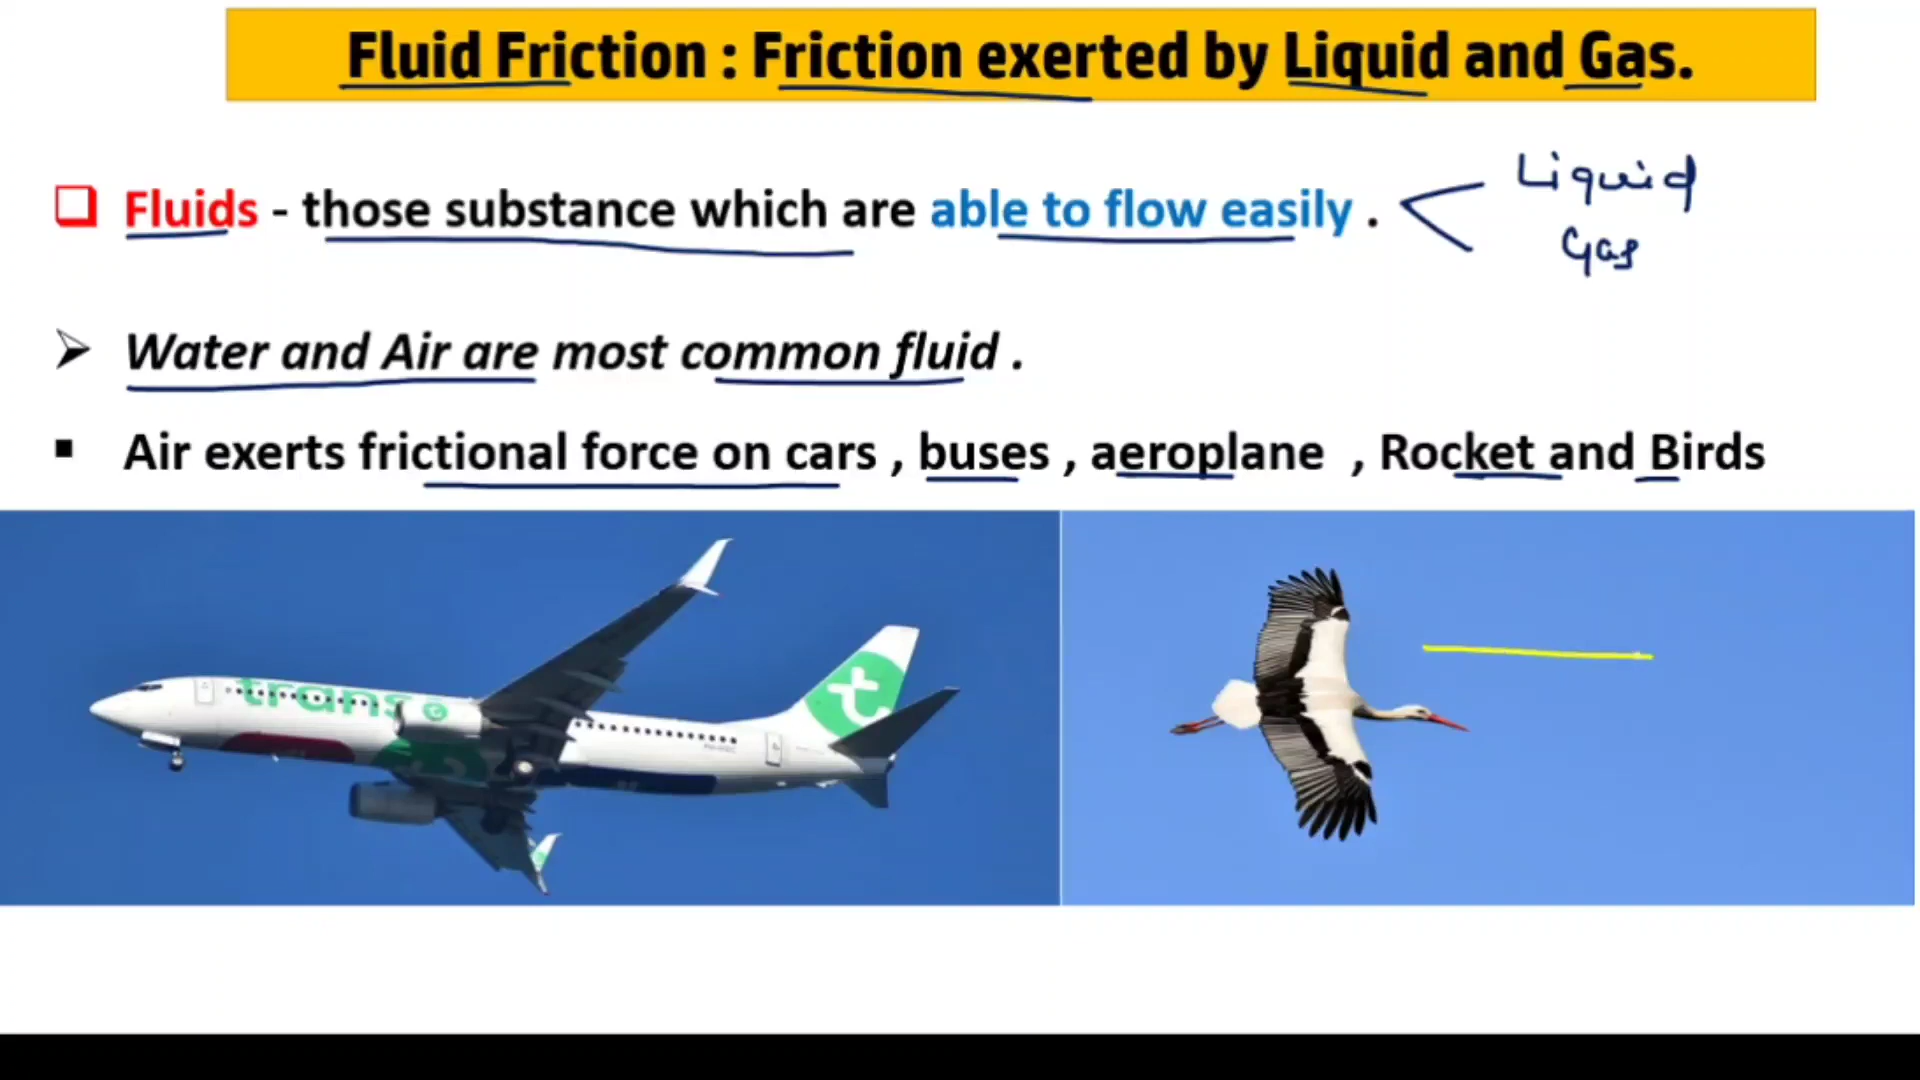 Fluid Friction : Friction exerted by Liquid and Gas.
Fluids - those substance which are able to flow easily .
Liquid
Gas
Water and Air are most common fluid .
Air exerts frictional force on cars , buses , aeroplane , Rocket and Birds
trans